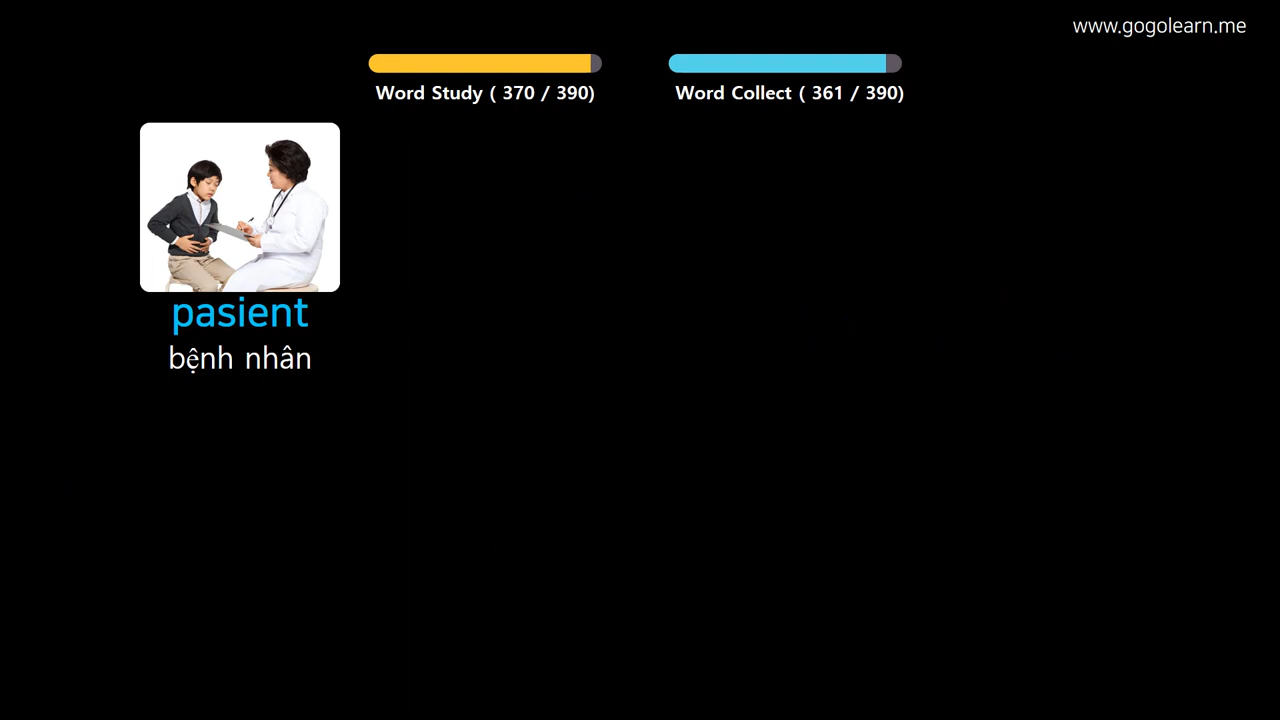 www.gogolearn.me
Word Study ( 370 / 390)
Word Collect ( 361 / 390)
pasient
bệnh nhân